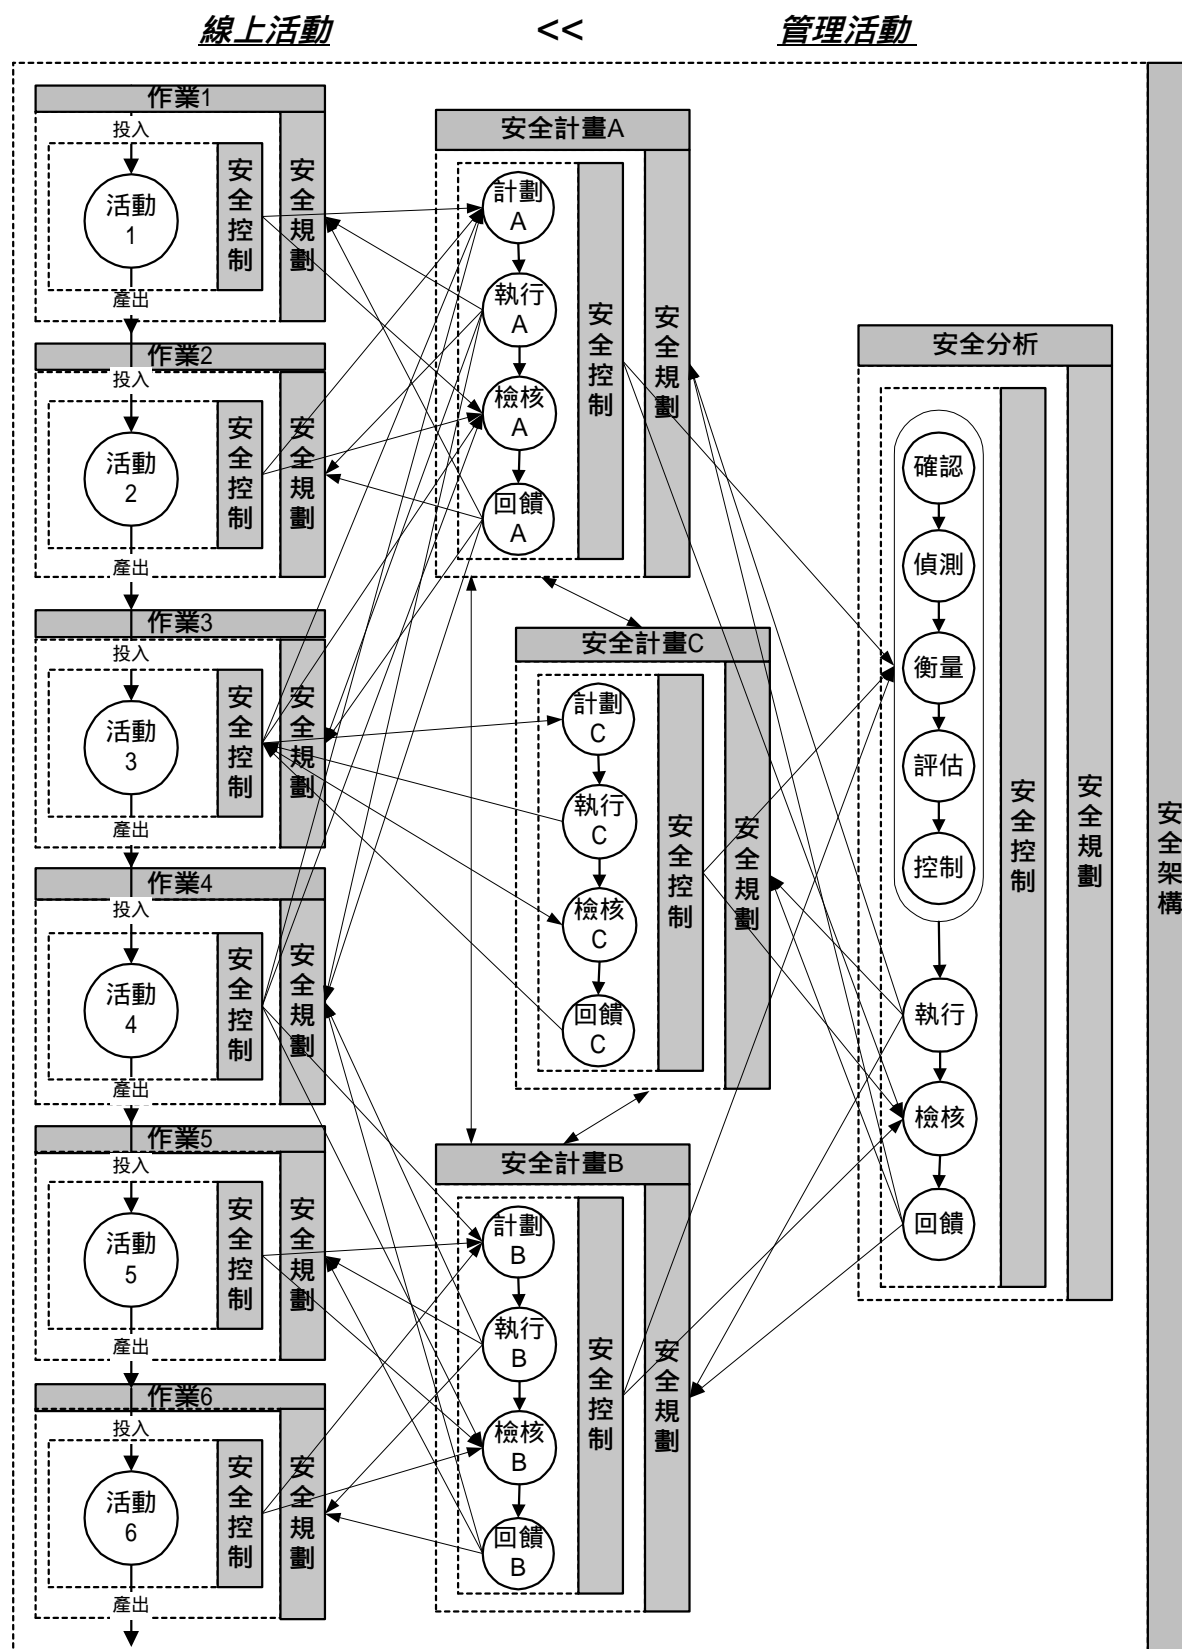 線上活動 << 管理活動
作業1
投入
活動
1
產出
安全控制
安全規劃
作業2
投入
活動
2
產出
安全控制
安全規劃
作業3
投入
活動
3
產出
安全控制
安全規劃
作業4
投入
活動
4
產出
安全控制
安全規劃
作業5
投入
活動
5
產出
安全控制
安全規劃
作業6
投入
活動
6
產出
安全控制
安全規劃
安全計畫A
計劃
A
執行
A
檢核
A
回饋
A
安全控制
安全規劃
安全計畫C
計劃
C
執行
C
檢核
C
回饋
C
安全控制
安全規劃
安全計畫B
計劃
B
執行
B
檢核
B
回饋
B
安全控制
安全規劃
安全分析
確認
偵測
衡量
評估
控制
執行
檢核
回饋
安全控制
安全規劃
安全架構